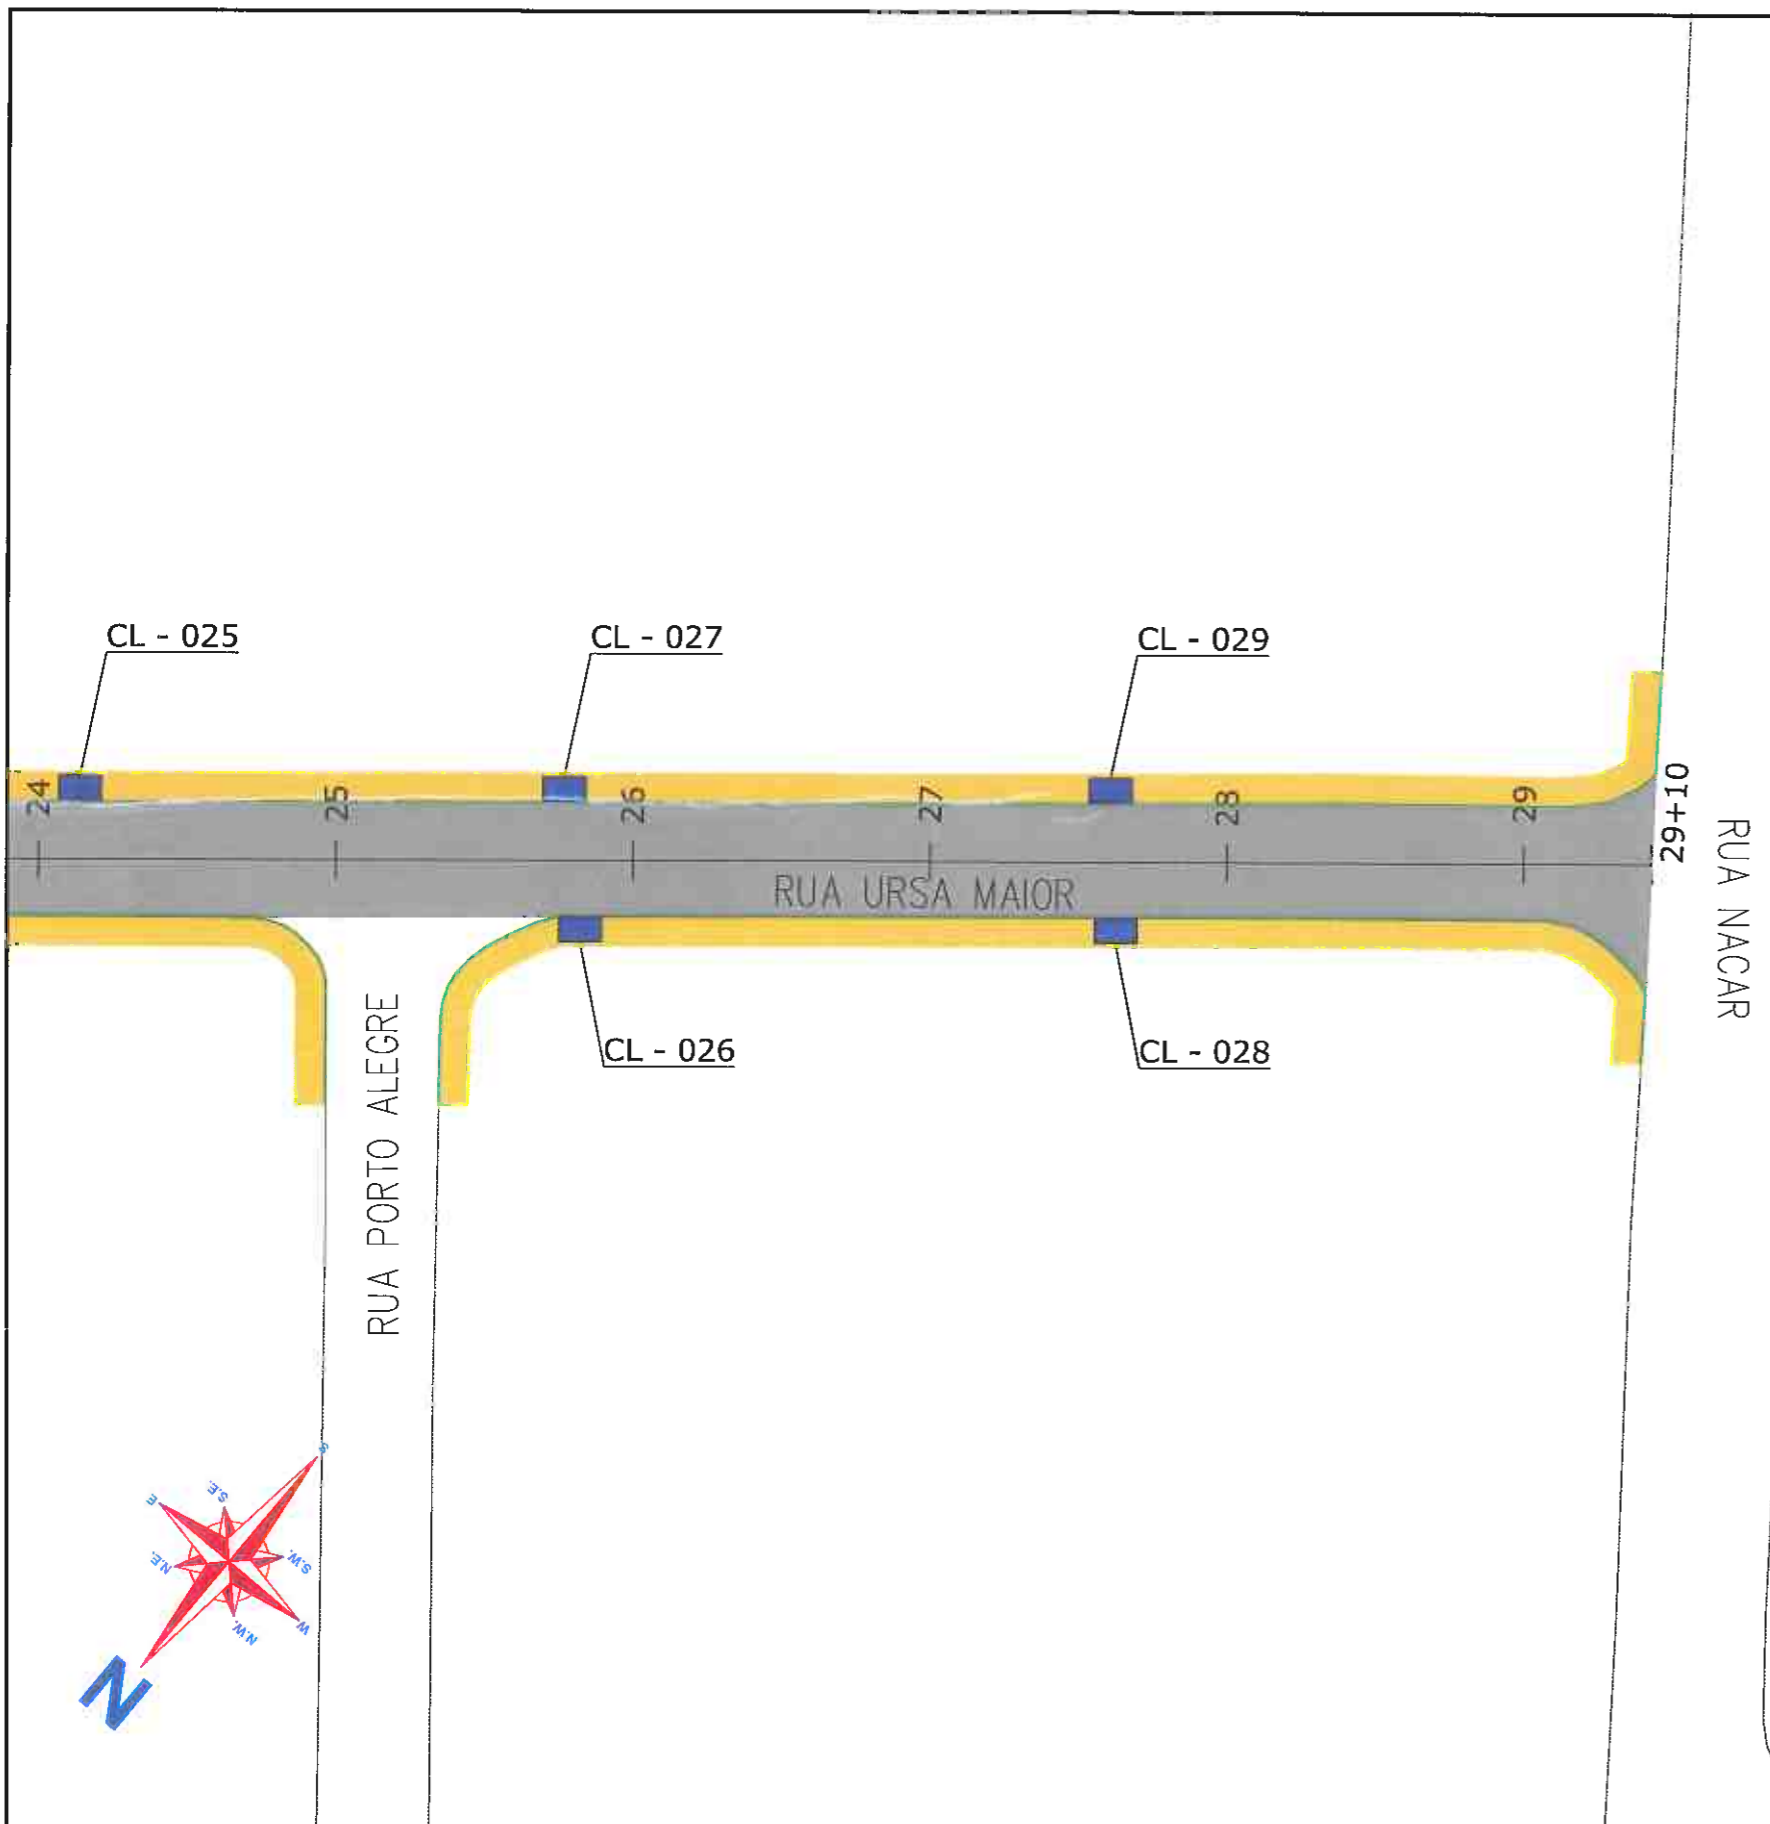 CL - 025
CL - 027
CL - 029
24
25
26
27
28
29
29+10
RUA URSA MAIOR
RUA NACAR
CL - 026
CL - 028
RUA PORTO ALEGRE
S
S.E.
E
S.W.
N.E.
W
N.W.
N